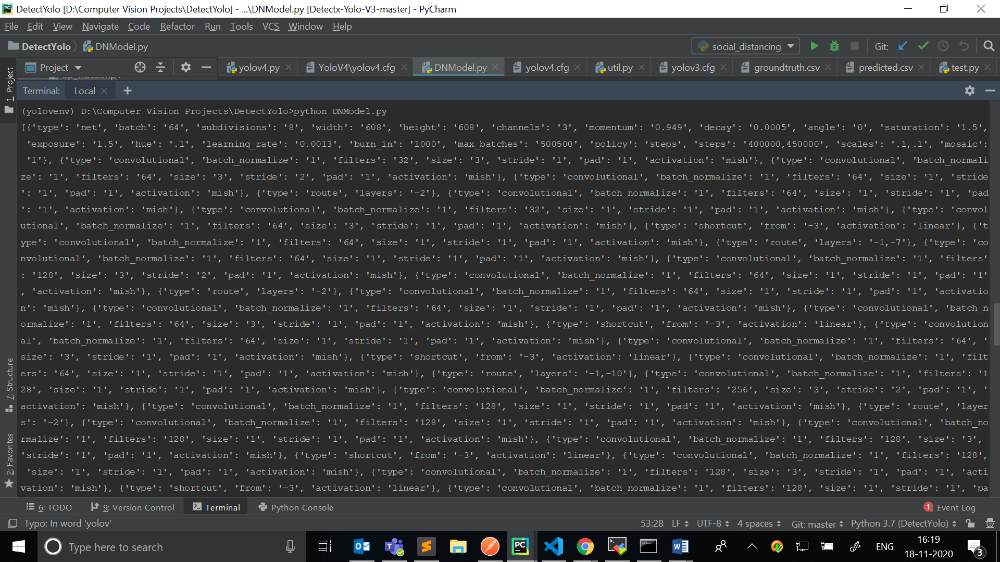 DetectYolo [D:\Computer Vision Projects\DetectYolo] - ...\DNModel.py [Detectx-Yolo-V3-master] - PyCharm
File Edit View Navigate Code Refactor Run Tools VCS Window Help
DetectYolo DNModel.py social_distancing Git:
Project yolov4.py YoloV4\yolov4.cfg DNModel.py yolov4.cfg util.py yolov3.cfg groundtruth.csv predicted.csv test.py
1: Project
Terminal: Local +
(yolovenv) D:\Computer Vision Projects\DetectYolo>python DNModel.py
[{'type': 'net', 'batch': '64', 'subdivisions': '8', 'width': '608', 'height': '608', 'channels': '3', 'momentum': '0.949', 'decay': '0.0005', 'angle': '0', 'saturation': '1.5',
'exposure': '1.5', 'hue': '.1', 'learning_rate': '0.0013', 'burn_in': '1000', 'max_batches': '500500', 'policy': 'steps', 'steps': '400000,450000', 'scales': '.1,.1', 'mosaic':
'1'}, {'type': 'convolutional', 'batch_normalize': '1', 'filters': '32', 'size': '3', 'stride': '1', 'pad': '1', 'activation': 'mish'}, {'type': 'convolutional', 'batch_normali
ze': '1', 'filters': '64', 'size': '3', 'stride': '2', 'pad': '1', 'activation': 'mish'}, {'type': 'convolutional', 'batch_normalize': '1', 'filters': '64', 'size': '1', 'stride
': '1', 'pad': '1', 'activation': 'mish'}, {'type': 'route', 'layers': '-2'}, {'type': 'convolutional', 'batch_normalize': '1', 'filters': '64', 'size': '1', 'stride': '1', 'pad
': '1', 'activation': 'mish'}, {'type': 'convolutional', 'batch_normalize': '1', 'filters': '32', 'size': '1', 'stride': '1', 'pad': '1', 'activation': 'mish'}, {'type': 'convol
utional', 'batch_normalize': '1', 'filters': '64', 'size': '3', 'stride': '1', 'pad': '1', 'activation': 'mish'}, {'type': 'shortcut', 'from': '-3', 'activation': 'linear'}, {'t
ype': 'convolutional', 'batch_normalize': '1', 'filters': '64', 'size': '1', 'stride': '1', 'pad': '1', 'activation': 'mish'}, {'type': 'route', 'layers': '-1,-7'}, {'type': 'co
nvolutional', 'batch_normalize': '1', 'filters': '64', 'size': '1', 'stride': '1', 'pad': '1', 'activation': 'mish'}, {'type': 'convolutional', 'batch_normalize': '1', 'filters'
: '128', 'size': '3', 'stride': '2', 'pad': '1', 'activation': 'mish'}, {'type': 'convolutional', 'batch_normalize': '1', 'filters': '64', 'size': '1', 'stride': '1', 'pad': '1'
, 'activation': 'mish'}, {'type': 'route', 'layers': '-2'}, {'type': 'convolutional', 'batch_normalize': '1', 'filters': '64', 'size': '1', 'stride': '1', 'pad': '1', 'activatio
n': 'mish'}, {'type': 'convolutional', 'batch_normalize': '1', 'filters': '64', 'size': '1', 'stride': '1', 'pad': '1', 'activation': 'mish'}, {'type': 'convolutional', 'batch_n
ormalize': '1', 'filters': '64', 'size': '3', 'stride': '1', 'pad': '1', 'activation': 'mish'}, {'type': 'shortcut', 'from': '-3', 'activation': 'linear'}, {'type': 'convolution
al', 'batch_normalize': '1', 'filters': '64', 'size': '1', 'stride': '1', 'pad': '1', 'activation': 'mish'}, {'type': 'convolutional', 'batch_normalize': '1', 'filters': '64', '
size': '3', 'stride': '1', 'pad': '1', 'activation': 'mish'}, {'type': 'shortcut', 'from': '-3', 'activation': 'linear'}, {'type': 'convolutional', 'batch_normalize': '1', 'filt
ers': '64', 'size': '1', 'stride': '1', 'pad': '1', 'activation': 'mish'}, {'type': 'route', 'layers': '-1,-10'}, {'type': 'convolutional', 'batch_normalize': '1', 'filters': '1
28', 'size': '1', 'stride': '1', 'pad': '1', 'activation': 'mish'}, {'type': 'convolutional', 'batch_normalize': '1', 'filters': '256', 'size': '3', 'stride': '2', 'pad': '1', '
activation': 'mish'}, {'type': 'convolutional', 'batch_normalize': '1', 'filters': '128', 'size': '1', 'stride': '1', 'pad': '1', 'activation': 'mish'}, {'type': 'route', 'layer
s': '-2'}, {'type': 'convolutional', 'batch_normalize': '1', 'filters': '128', 'size': '1', 'stride': '1', 'pad': '1', 'activation': 'mish'}, {'type': 'convolutional', 'batch_no
rmalize': '1', 'filters': '128', 'size': '1', 'stride': '1', 'pad': '1', 'activation': 'mish'}, {'type': 'convolutional', 'batch_normalize': '1', 'filters': '128', 'size': '3',
'stride': '1', 'pad': '1', 'activation': 'mish'}, {'type': 'shortcut', 'from': '-3', 'activation': 'linear'}, {'type': 'convolutional', 'batch_normalize': '1', 'filters': '128',
'size': '1', 'stride': '1', 'pad': '1', 'activation': 'mish'}, {'type': 'convolutional', 'batch_normalize': '1', 'filters': '128', 'size': '3', 'stride': '1', 'pad': '1', 'acti
vation': 'mish'}, {'type': 'shortcut', 'from': '-3', 'activation': 'linear'}, {'type': 'convolutional', 'batch_normalize': '1', 'filters': '128', 'size': '1', 'stride': '1', 'pa
7: Structure
2: Favorites
6: TODO 9: Version Control Terminal Python Console 1 Event Log
Typo: In word 'yolov' 53:28 LF UTF-8 4 spaces Git: master Python 3.7 (DetectYolo)
Type here to search ENG 16:19
18-11-2020 3